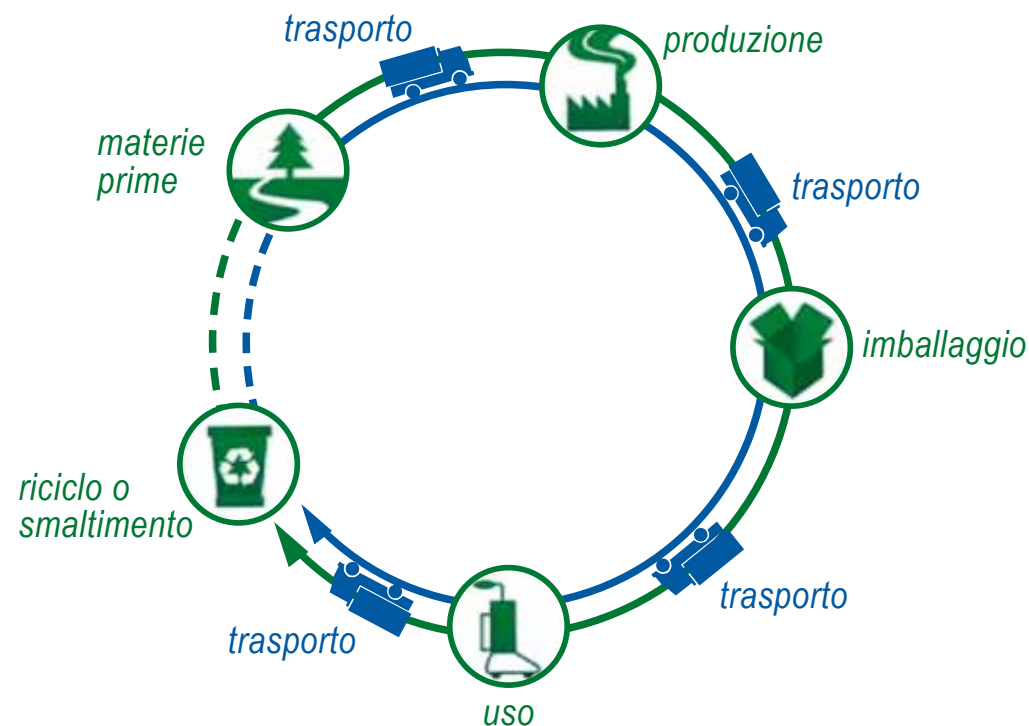 trasporto
produzione
materie
prime
trasporto
imballaggio
riciclo o
smaltimento
trasporto
trasporto
uso